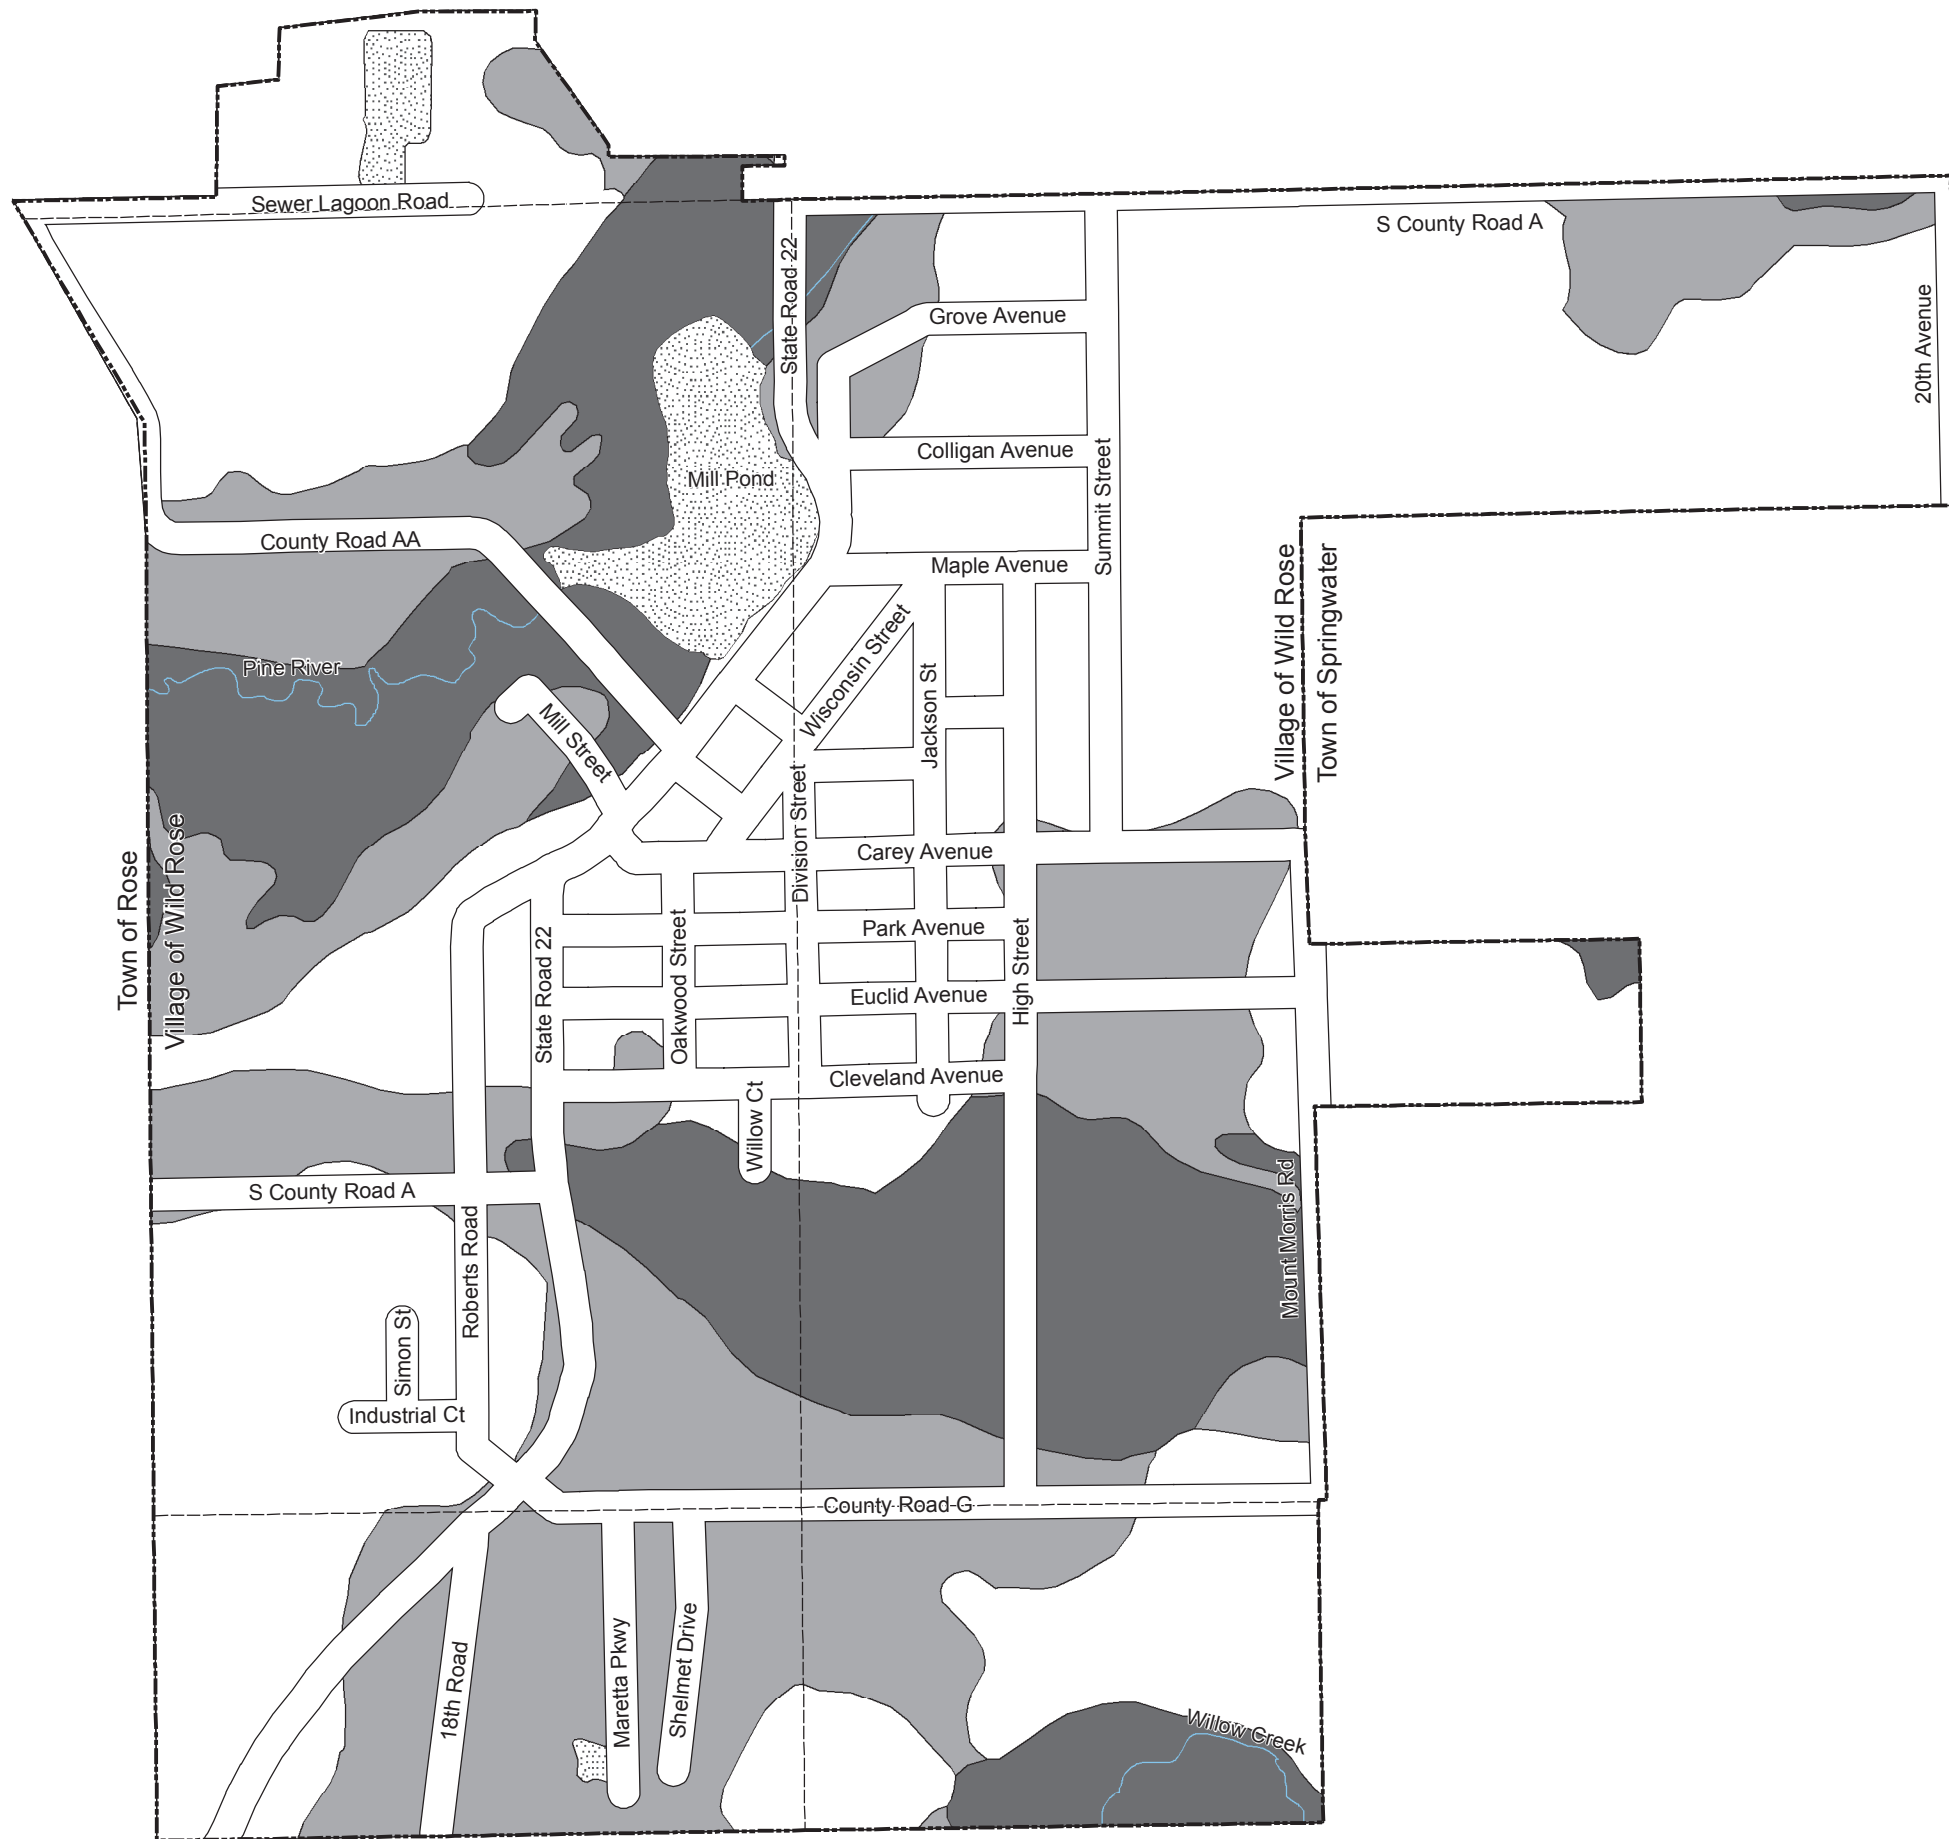 Sewer Lagoon Road
S County Road A
State Road 22
20th Avenue
Grove Avenue
Colligan Avenue
Mill Pond
Summit Street
County Road AA
Maple Avenue
Village of Wild Rose
Town of Springwater
Wisconsin Street
Pine River
Jackson St
Mill Street
Division Street
Carey Avenue
Town of Rose
Village of Wild Rose
Park Avenue
State Road 22
Oakwood Street
High Street
Euclid Avenue
Cleveland Avenue
Willow Ct
S County Road A
Mount Morris Rd
Roberts Road
Simon St
Industrial Ct
County Road G
18th Road
Maretta Pkwy
Shelmet Drive
Willow Creek